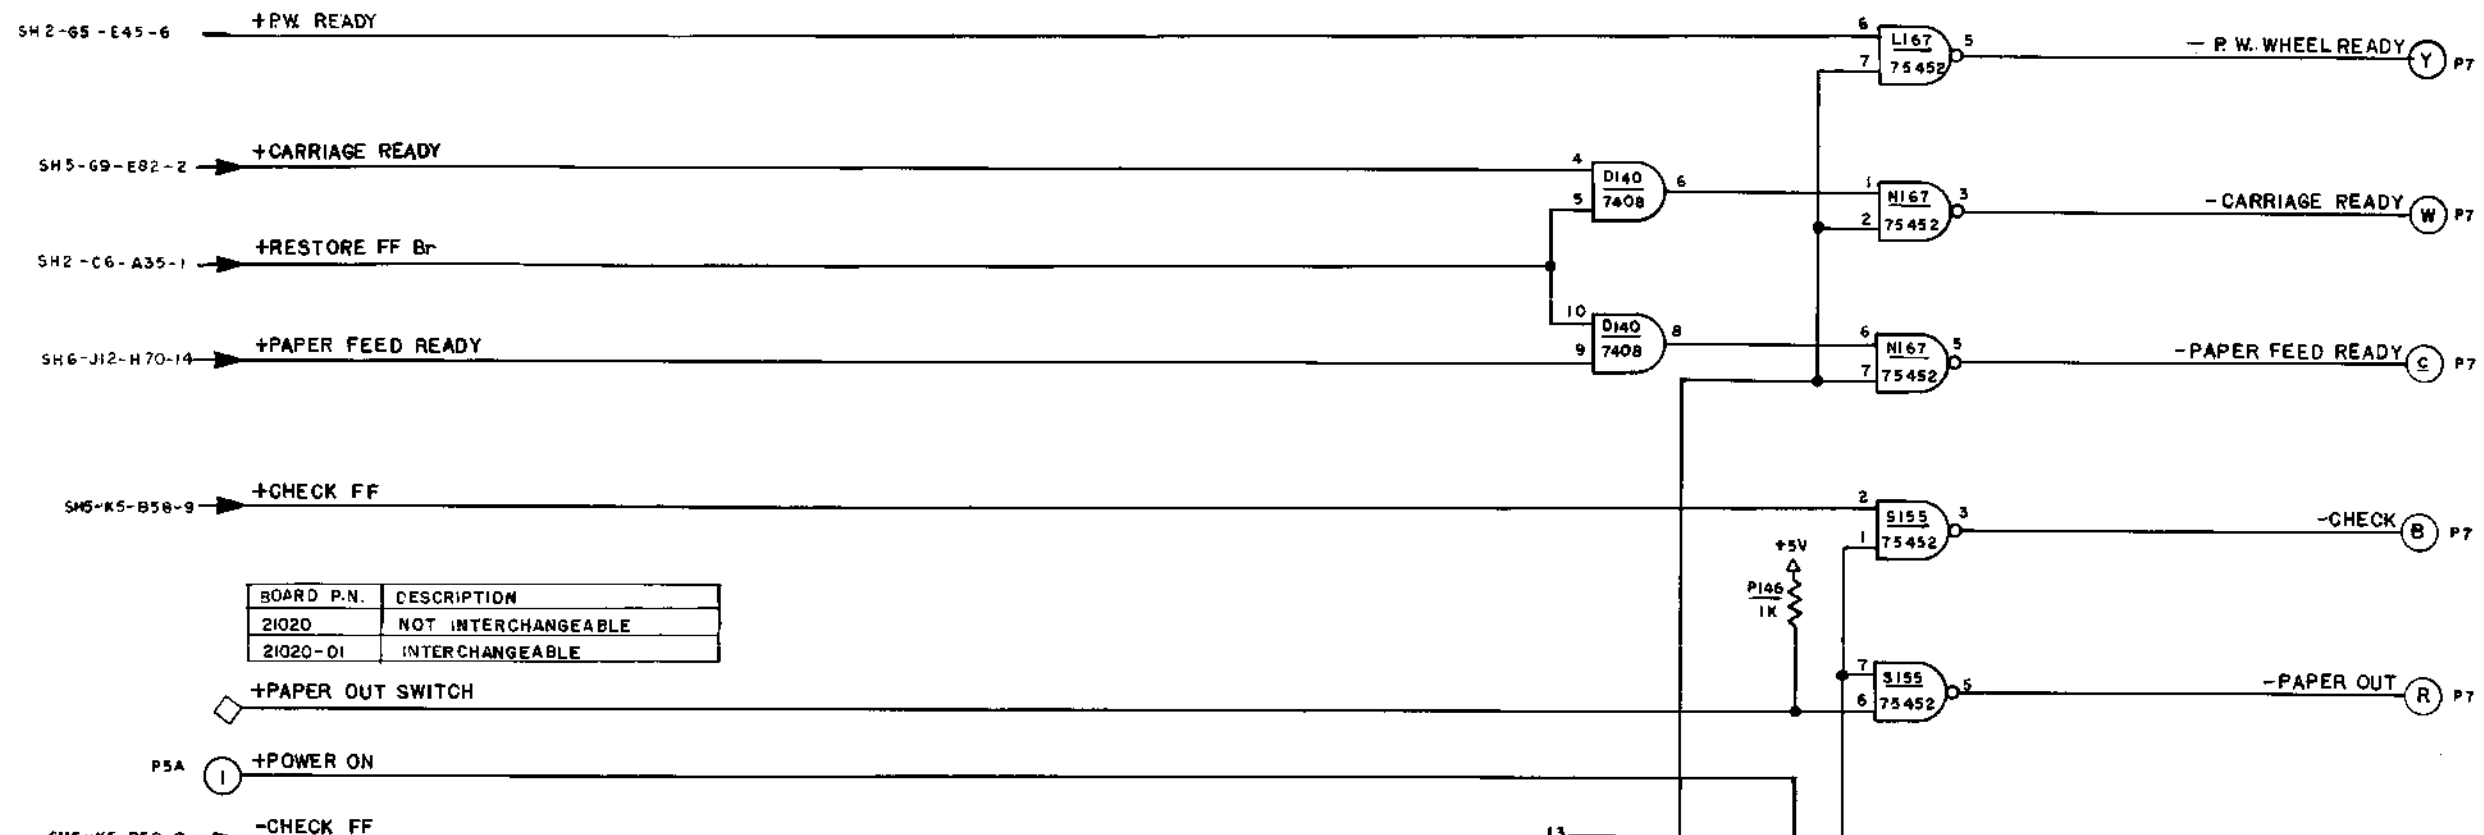 SH2-G5-E45-6 +P.W. READY 6 L167 5 - P.W. WHEEL READY Y P7
7 75452
SH5-G9-E82-2 +CARRIAGE READY 4 D140 6 1 N167 3 -CARRIAGE READY W P7
5 7408 2 75452
SH2-C6-A35-1 +RESTORE FF Br
10 D140 8 6 N167 5 -PAPER FEED READY C P7
SH6-J12-H70-14 +PAPER FEED READY 9 7408 7 75452
SH5-K5-B58-9 +CHECK FF 2 S155 3 -CHECK B P7
1 75452
+5V
P146
1K
BOARD P.N. DESCRIPTION
21020 NOT INTERCHANGEABLE
21020-01 INTERCHANGEABLE
+PAPER OUT SWITCH 7 S155 5 -PAPER OUT R P7
6 75452
P5A 1 +POWER ON
-CHECK FF
13